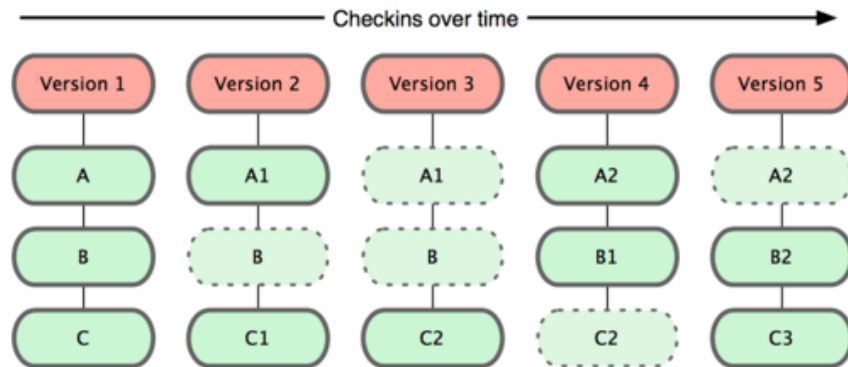 Checkins over time
Version 1 Version 2 Version 3 Version 4 Version 5
A A1 A1 A2 A2
B B B B1 B2
C C1 C2 C2 C3